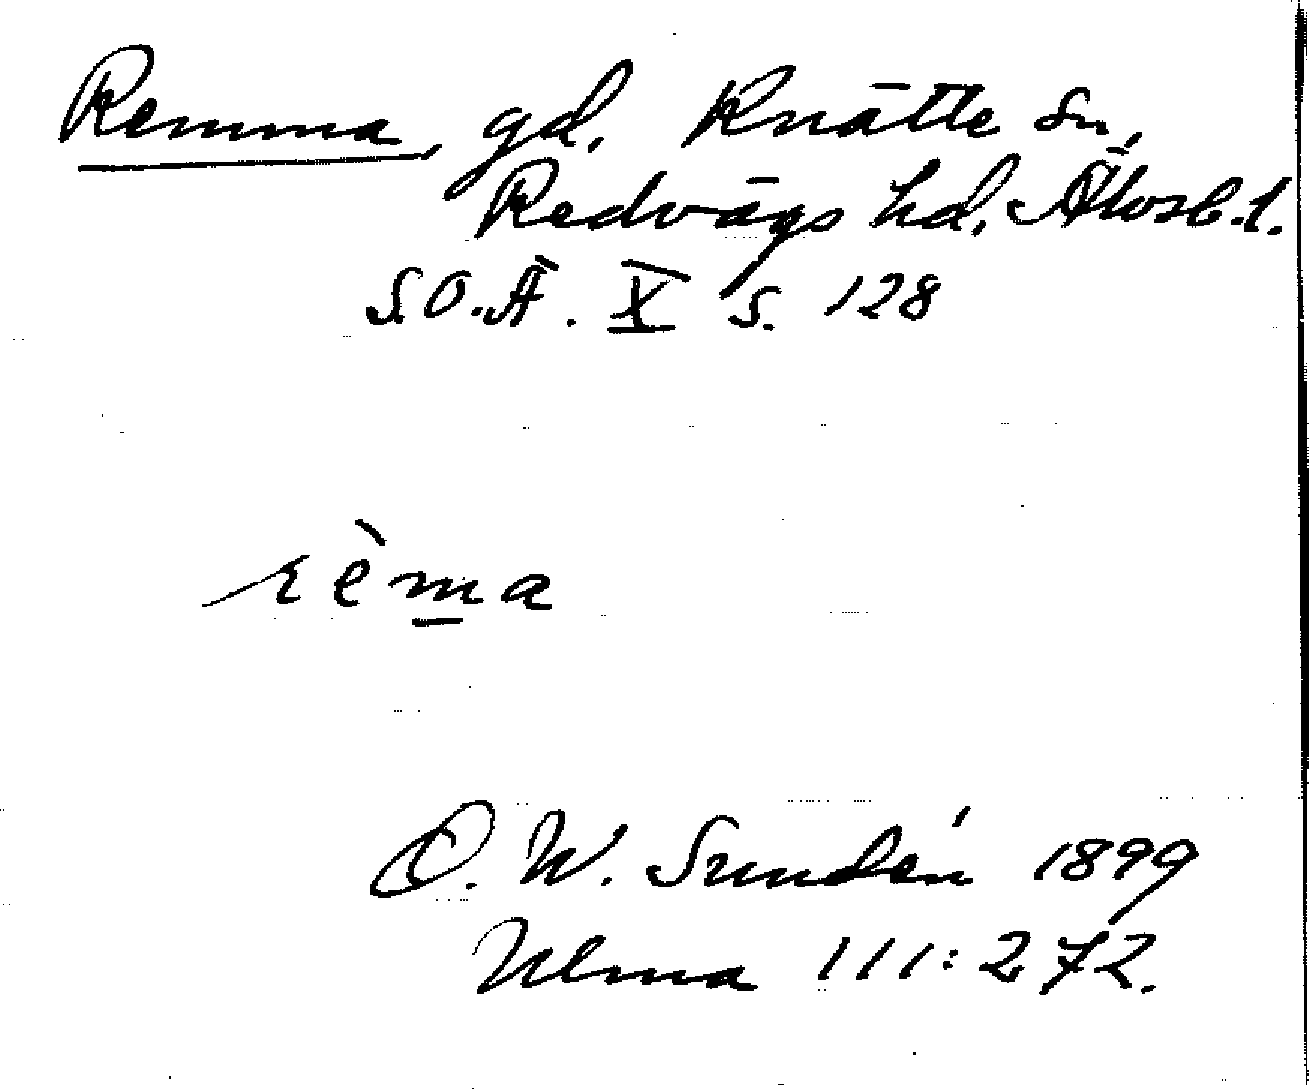 Remma, gd. Knätte sn,
Redvägs hd, Älvsb. l.
S.O.Ä. X s. 128
rèma
O. W. Sundén 1899
Ulma 111:272.